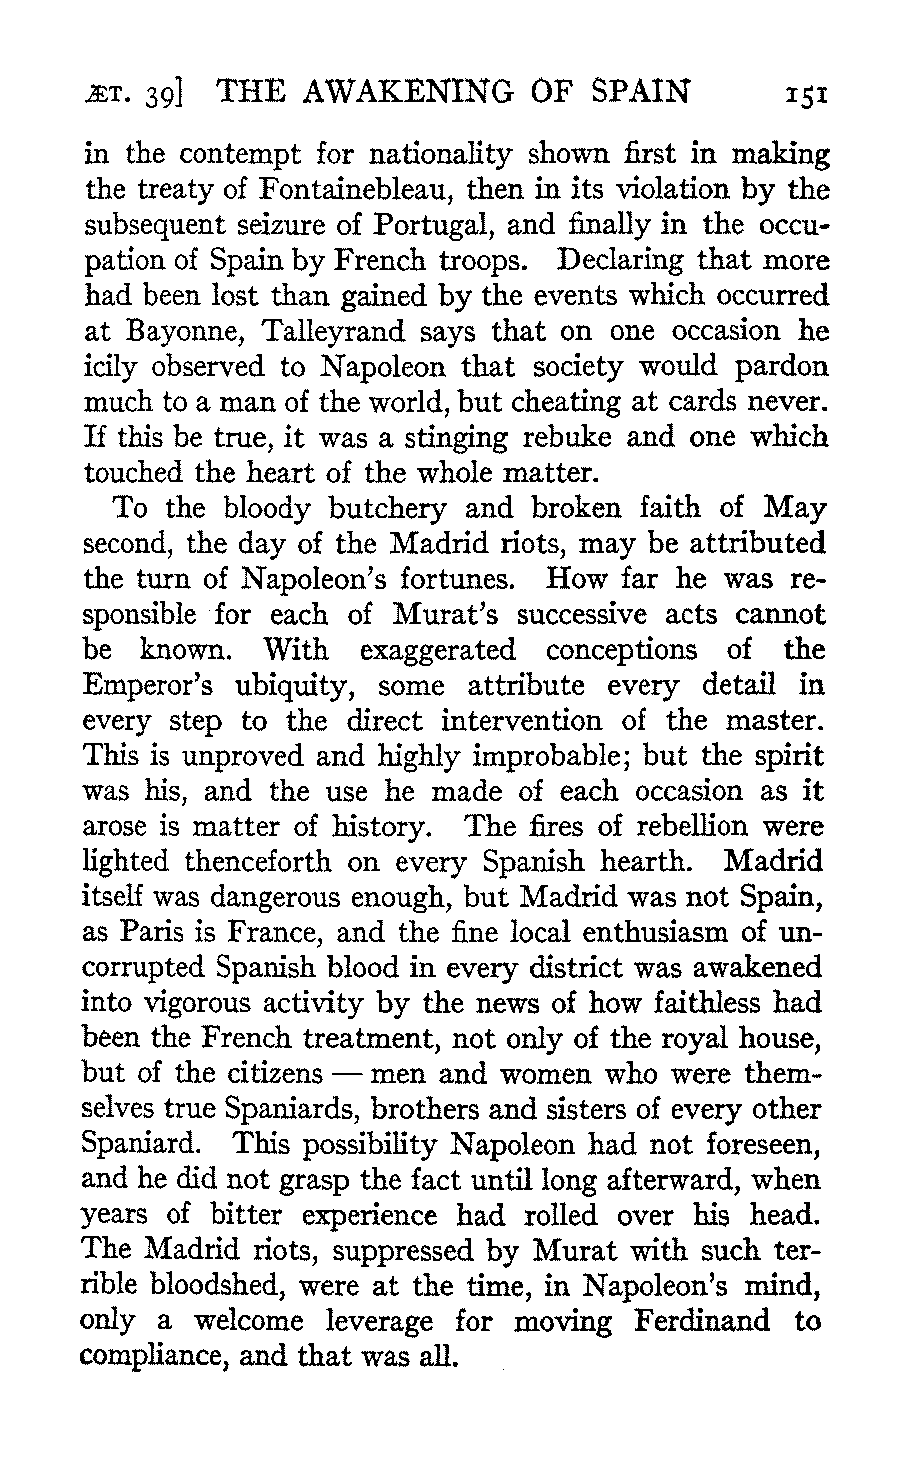 ÆT. 39] THE AWAKENING OF SPAIN 151
in the contempt for nationality shown first in making
the treaty of Fontainebleau, then in its violation by the
subsequent seizure of Portugal, and finally in the occu-
pation of Spain by French troops. Declaring that more
had been lost than gained by the events which occurred
at Bayonne, Talleyrand says that on one occasion he
icily observed to Napoleon that society would pardon
much to a man of the world, but cheating at cards never.
If this be true, it was a stinging rebuke and one which
touched the heart of the whole matter.
To the bloody butchery and broken faith of May
second, the day of the Madrid riots, may be attributed
the turn of Napoleon's fortunes. How far he was re-
sponsible for each of Murat's successive acts cannot
be known. With exaggerated conceptions of the
Emperor's ubiquity, some attribute every detail in
every step to the direct intervention of the master.
This is unproved and highly improbable; but the spirit
was his, and the use he made of each occasion as it
arose is matter of history. The fires of rebellion were
lighted thenceforth on every Spanish hearth. Madrid
itself was dangerous enough, but Madrid was not Spain,
as Paris is France, and the fine local enthusiasm of un-
corrupted Spanish blood in every district was awakened
into vigorous activity by the news of how faithless had
been the French treatment, not only of the royal house,
but of the citizens — men and women who were them-
selves true Spaniards, brothers and sisters of every other
Spaniard. This possibility Napoleon had not foreseen,
and he did not grasp the fact until long afterward, when
years of bitter experience had rolled over his head.
The Madrid riots, suppressed by Murat with such ter-
rible bloodshed, were at the time, in Napoleon's mind,
only a welcome leverage for moving Ferdinand to
compliance, and that was all.